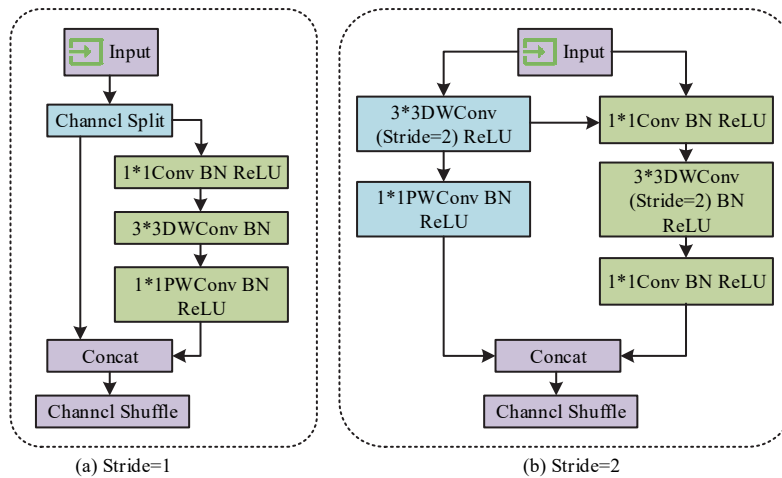 Input
Channcl Split
1*1Conv BN ReLU
3*3DWConv BN
1*1PWConv BN
ReLU
Concat
Channcl Shuffle
(a) Stride=1
Input
3*3DWConv
(Stride=2) ReLU
1*1PWConv BN
ReLU
1*1Conv BN ReLU
3*3DWConv
(Stride=2) BN
ReLU
1*1Conv BN ReLU
Concat
Channcl Shuffle
(b) Stride=2